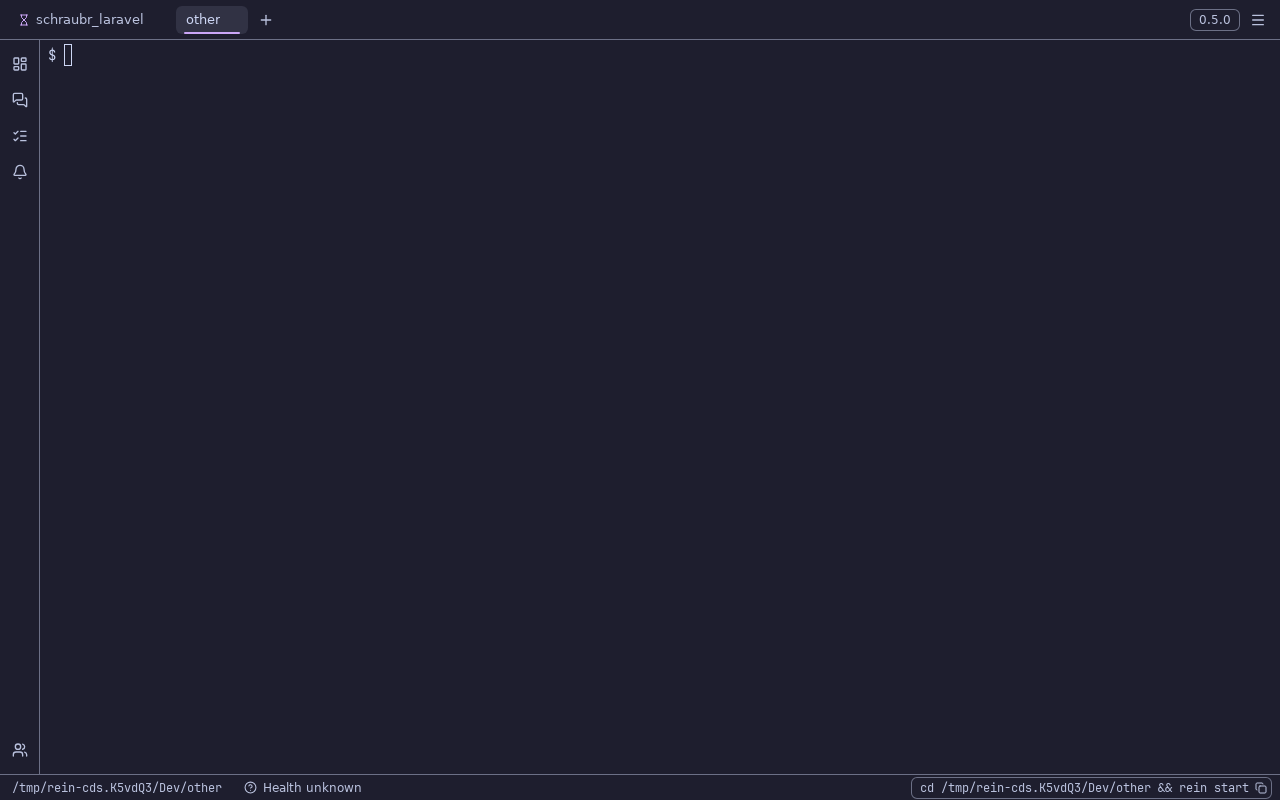 schraubr_laravel
other
0.5.0
$
/tmp/rein-cds.K5vdQ3/Dev/other
Health unknown
cd /tmp/rein-cds.K5vdQ3/Dev/other && rein start